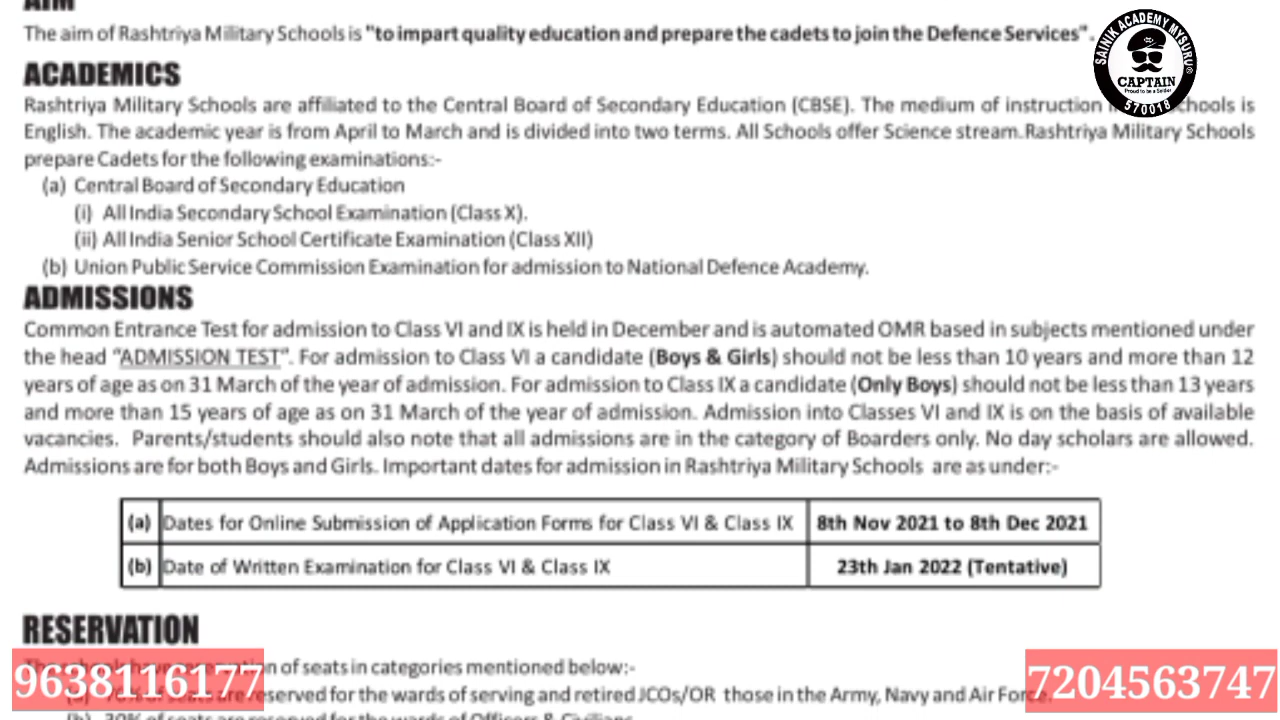 AIM
The aim of Rashtriya Military Schools is "to impart quality education and prepare the cadets to join the Defence Services".
SAINIK ACADEMY MYSURU
®
CAPTAIN
Proud to be a Soldier
570018
ACADEMICS
Rashtriya Military Schools are affiliated to the Central Board of Secondary Education (CBSE). The medium of instruction chools is
English. The academic year is from April to March and is divided into two terms. All Schools offer Science stream.Rashtriya Military Schools
prepare Cadets for the following examinations:-
(a) Central Board of Secondary Education
(i) All India Secondary School Examination (Class X).
(ii) All India Senior School Certificate Examination (Class XII)
(b) Union Public Service Commission Examination for admission to National Defence Academy.
ADMISSIONS
Common Entrance Test for admission to Class VI and IX is held in December and is automated OMR based in subjects mentioned under
the head "ADMISSION TEST". For admission to Class VI a candidate (Boys & Girls) should not be less than 10 years and more than 12
years of age as on 31 March of the year of admission. For admission to Class IX a candidate (Only Boys) should not be less than 13 years
and more than 15 years of age as on 31 March of the year of admission. Admission into Classes VI and IX is on the basis of available
vacancies. Parents/students should also note that all admissions are in the category of Boarders only. No day scholars are allowed.
Admissions are for both Boys and Girls. Important dates for admission in Rashtriya Military Schools are as under:-
(a) Dates for Online Submission of Application Forms for Class VI & Class IX 8th Nov 2021 to 8th Dec 2021
(b) Date of Written Examination for Class VI & Class IX 23th Jan 2022 (Tentative)
RESERVATION
of seats in categories mentioned below:-
reserved for the wards of serving and retired JCOs/OR those in the Army, Navy and Air Force.
9638116177
7204563747
(b) 30% of seats are reserved for the wards of Officers & Civilians